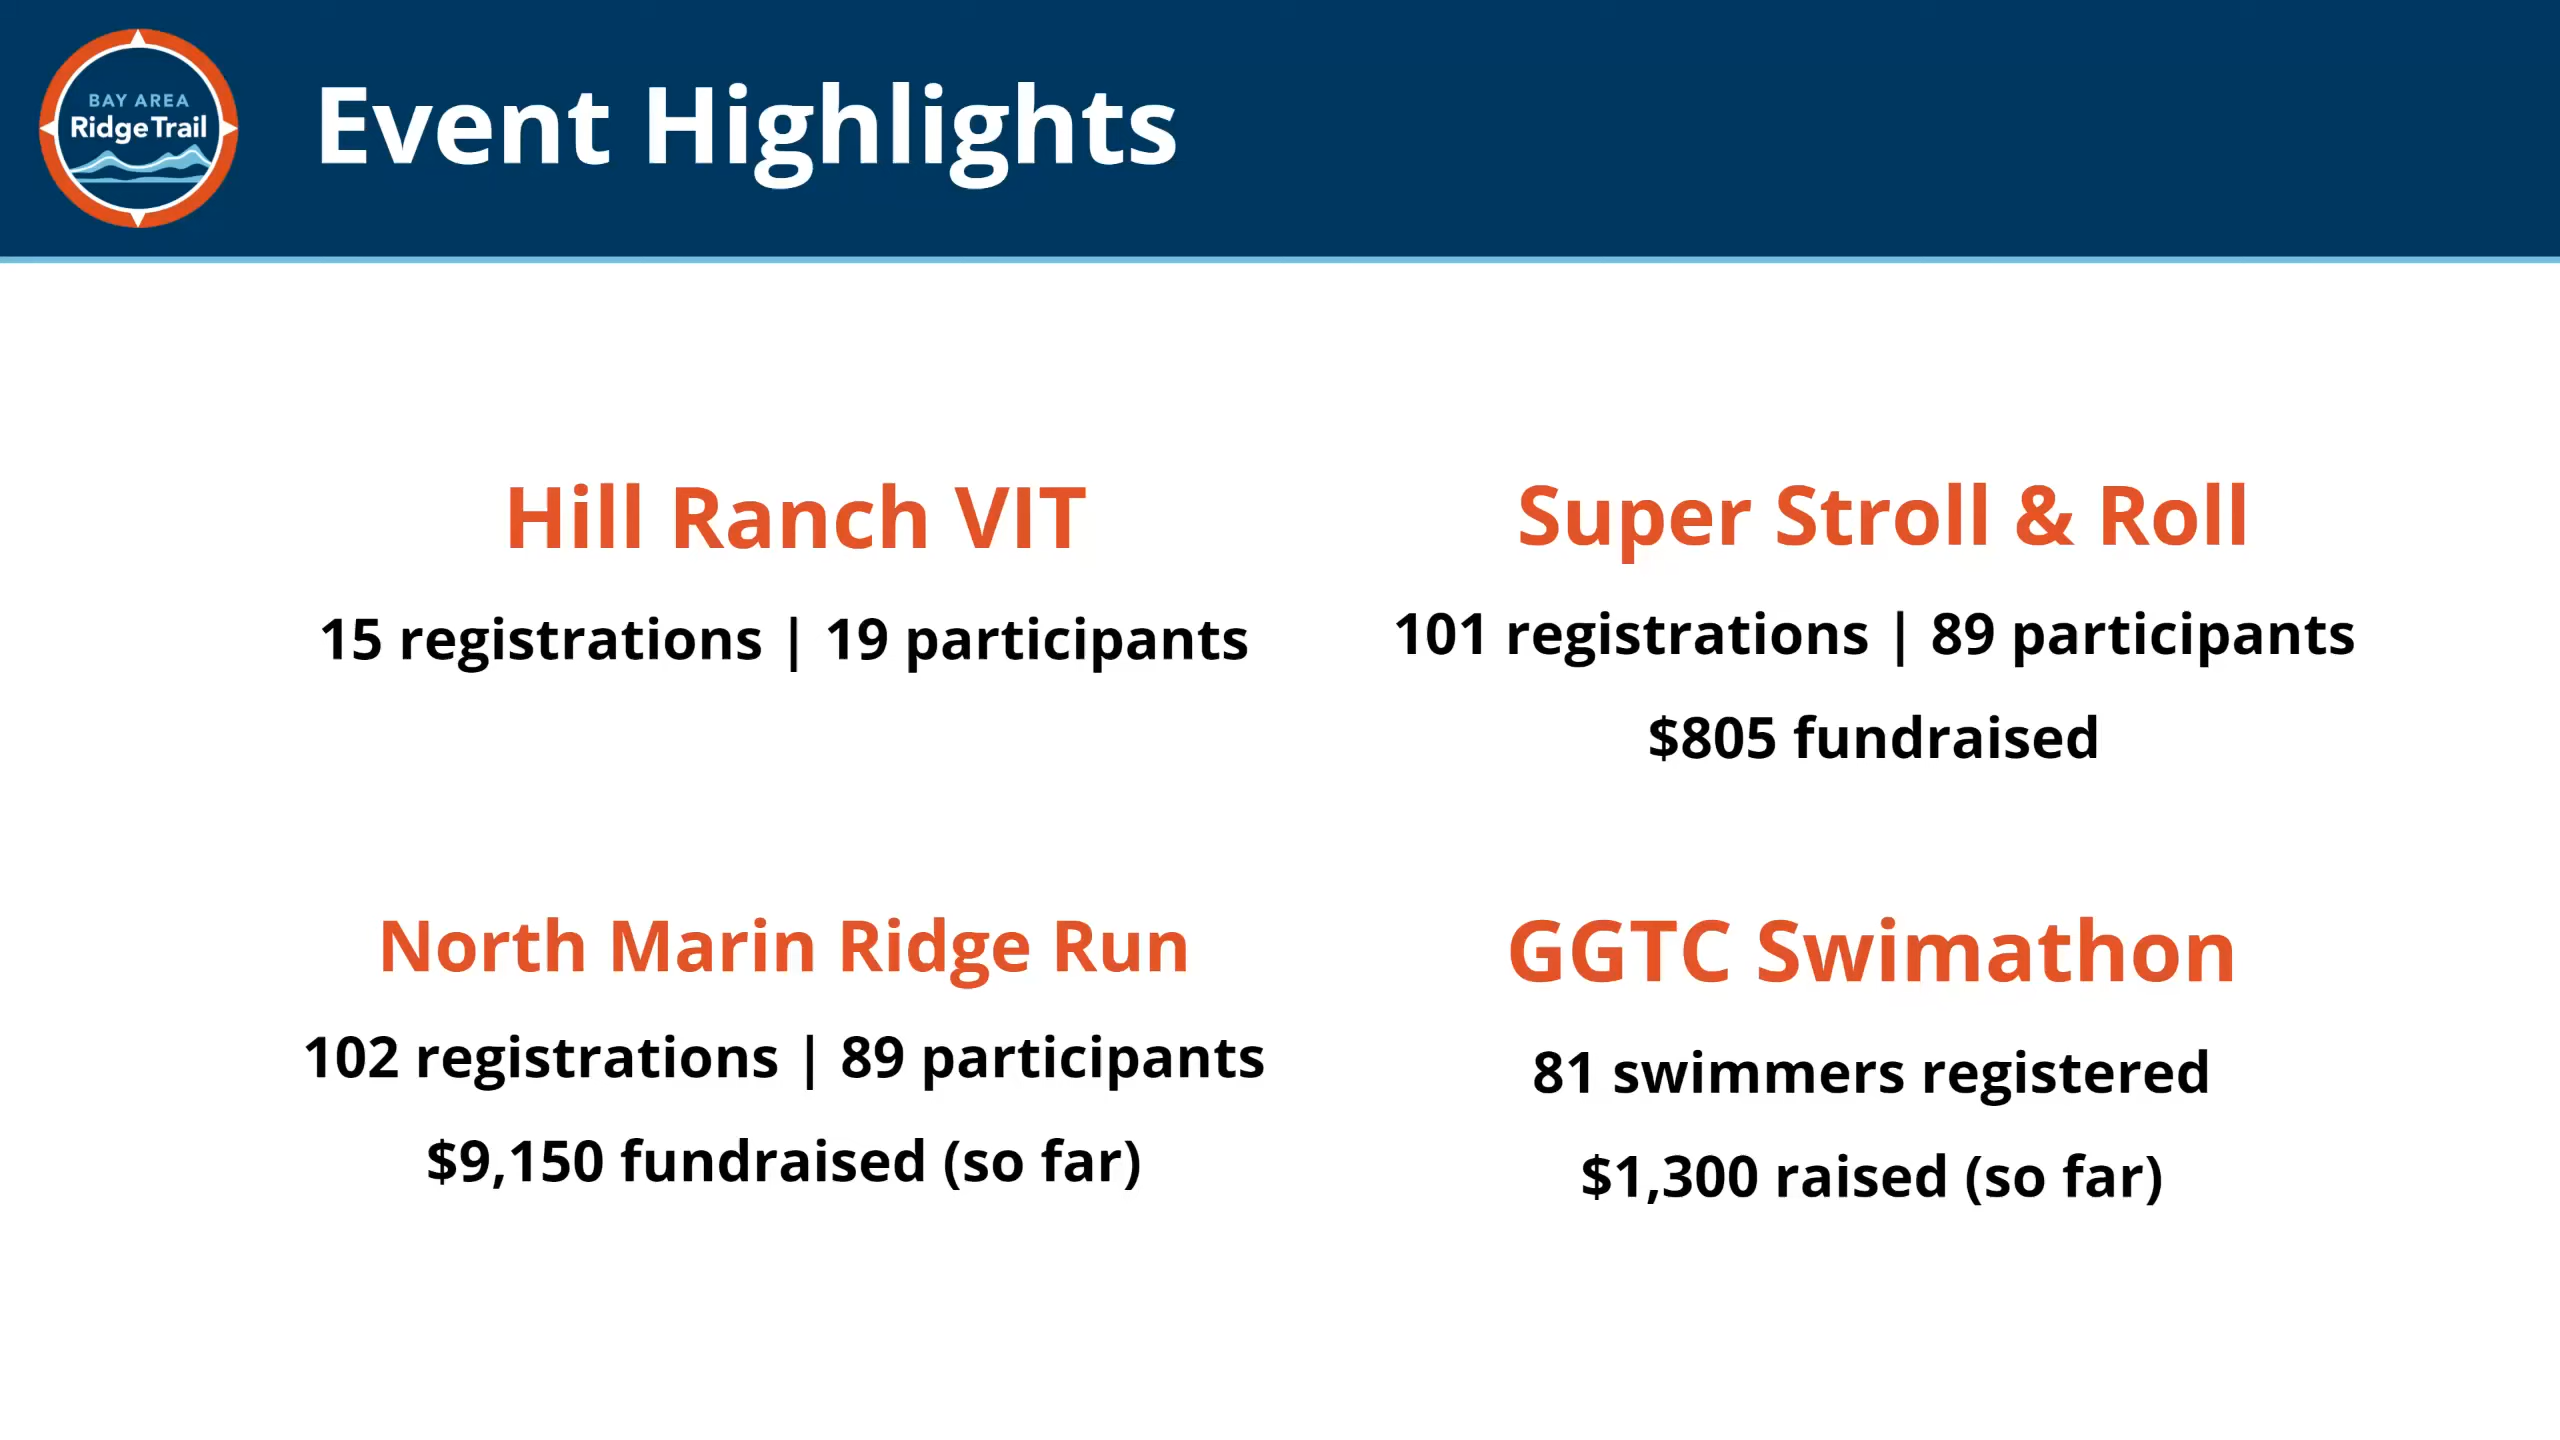 BAY AREA
RidgeTrail
Event Highlights
Hill Ranch VIT
15 registrations | 19 participants
Super Stroll & Roll
101 registrations | 89 participants
$805 fundraised
North Marin Ridge Run
102 registrations | 89 participants
$9,150 fundraised (so far)
GGTC Swimathon
81 swimmers registered
$1,300 raised (so far)